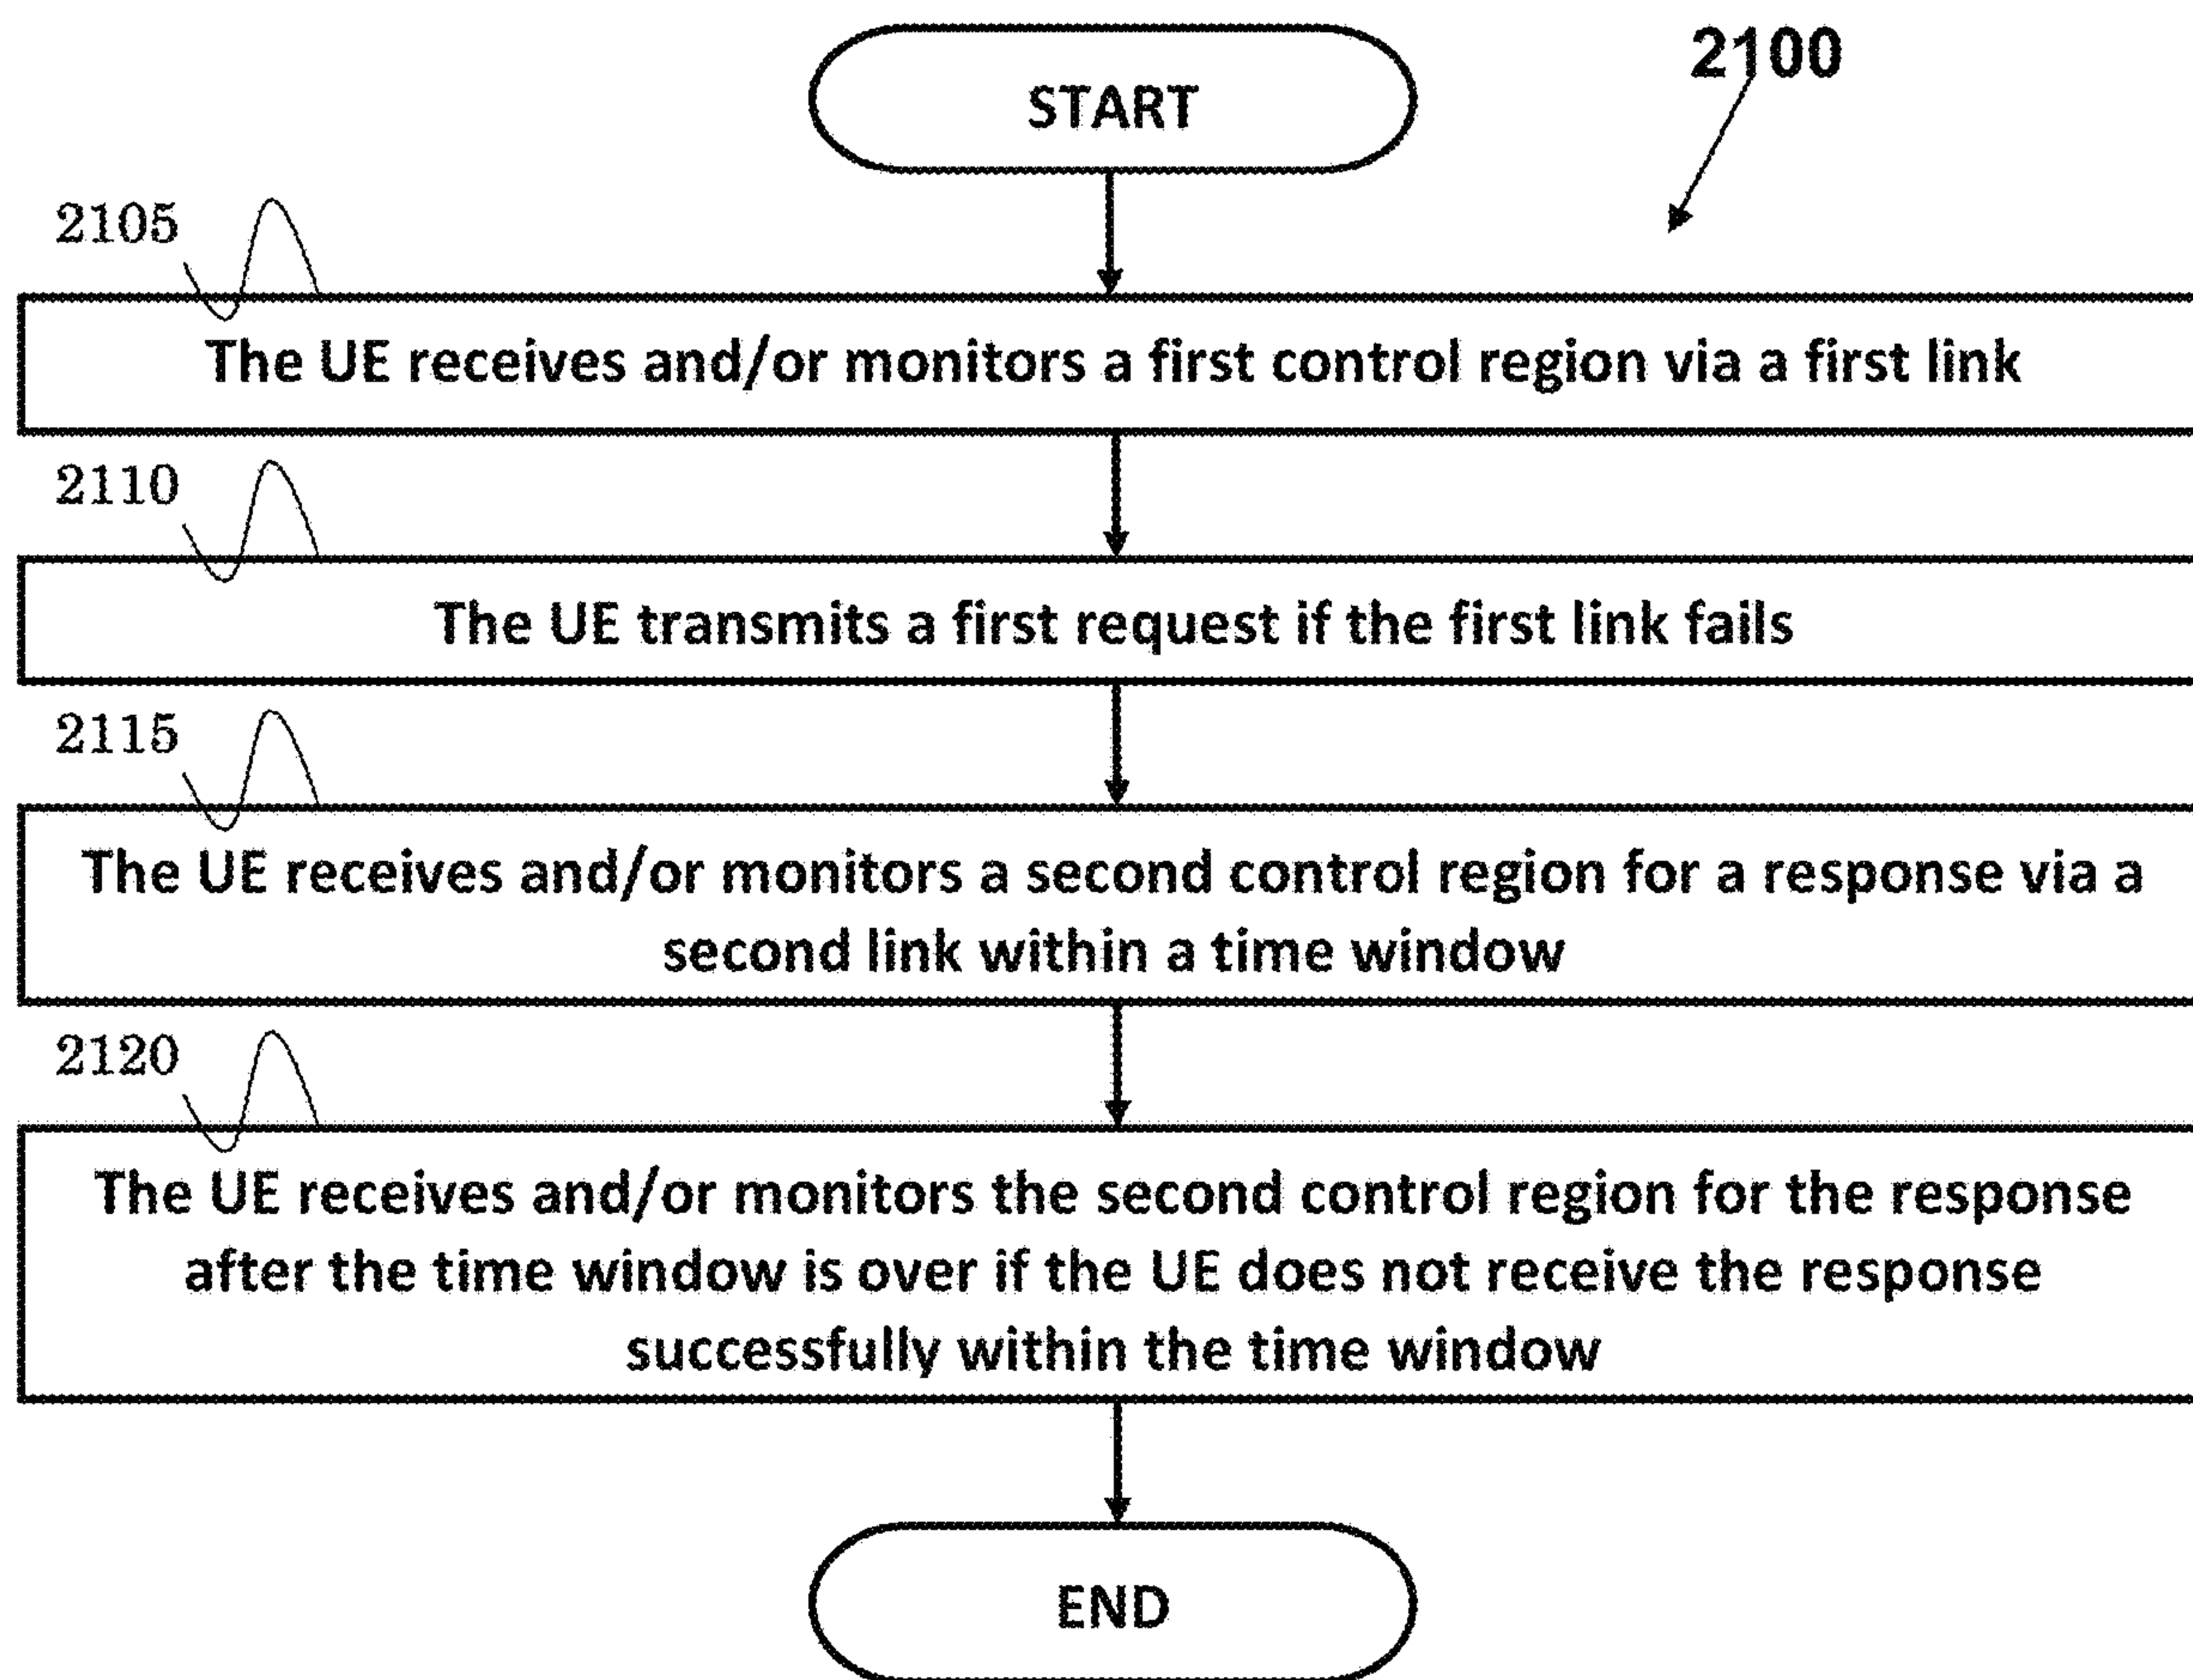 2100
START
2105
The UE receives and/or monitors a first control region via a first link
2110
The UE transmits a first request if the first link fails
2115
The UE receives and/or monitors a second control region for a response via a
second link within a time window
2120
The UE receives and/or monitors the second control region for the response
after the time window is over if the UE does not receive the response
successfully within the time window
END